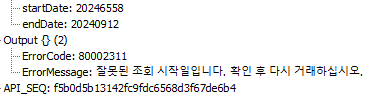 startDate: 20246558
endDate: 20240912
Output {} (2)
ErrorCode: 80002311
ErrorMessage: 잘못된 조회 시작일입니다. 확인 후 다시 거래하십시오.
API_SEQ: f5b0d5b13142fc9fdc6568d3f67de6b4